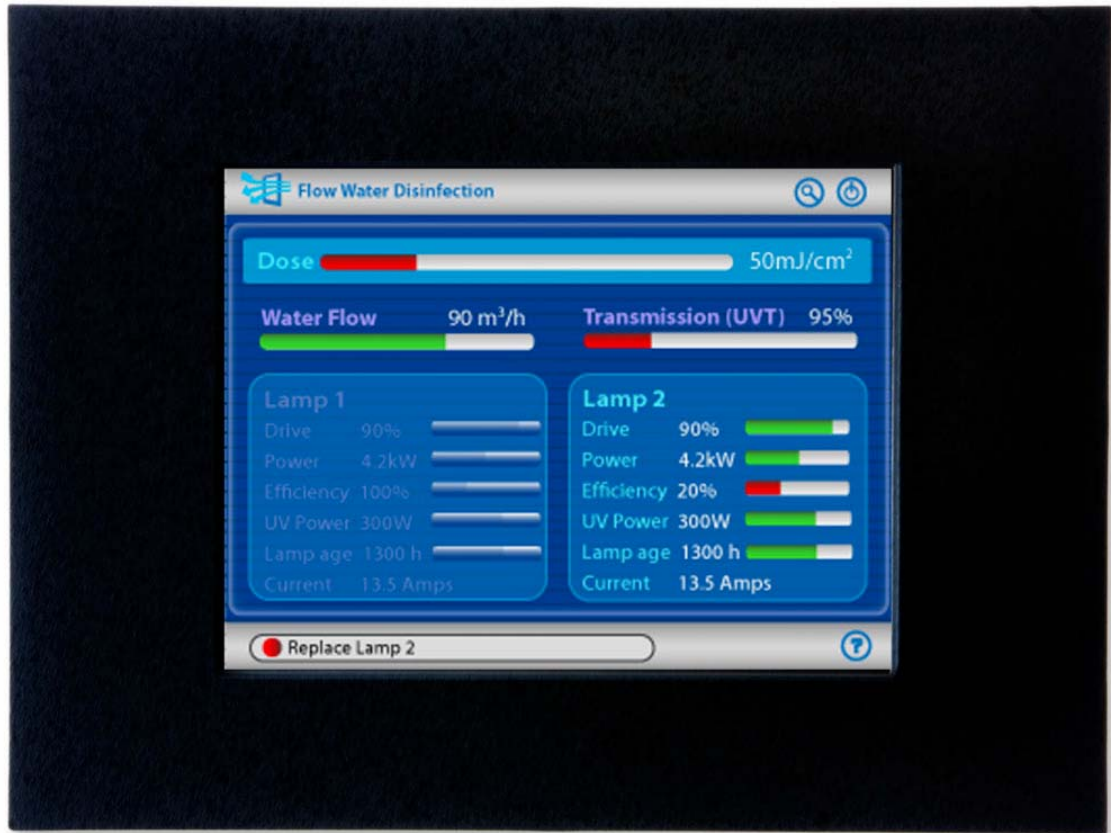 Flow Water Disinfection
Dose 50mJ/cm²
Water Flow 90 m³/h
Transmission (UVT) 95%
Lamp 1
Drive 90%
Power 4.2kW
Efficiency 100%
UV Power 300W
Lamp age 1300 h
Current 13.5 Amps
Lamp 2
Drive 90%
Power 4.2kW
Efficiency 20%
UV Power 300W
Lamp age 1300 h
Current 13.5 Amps
Replace Lamp 2
?